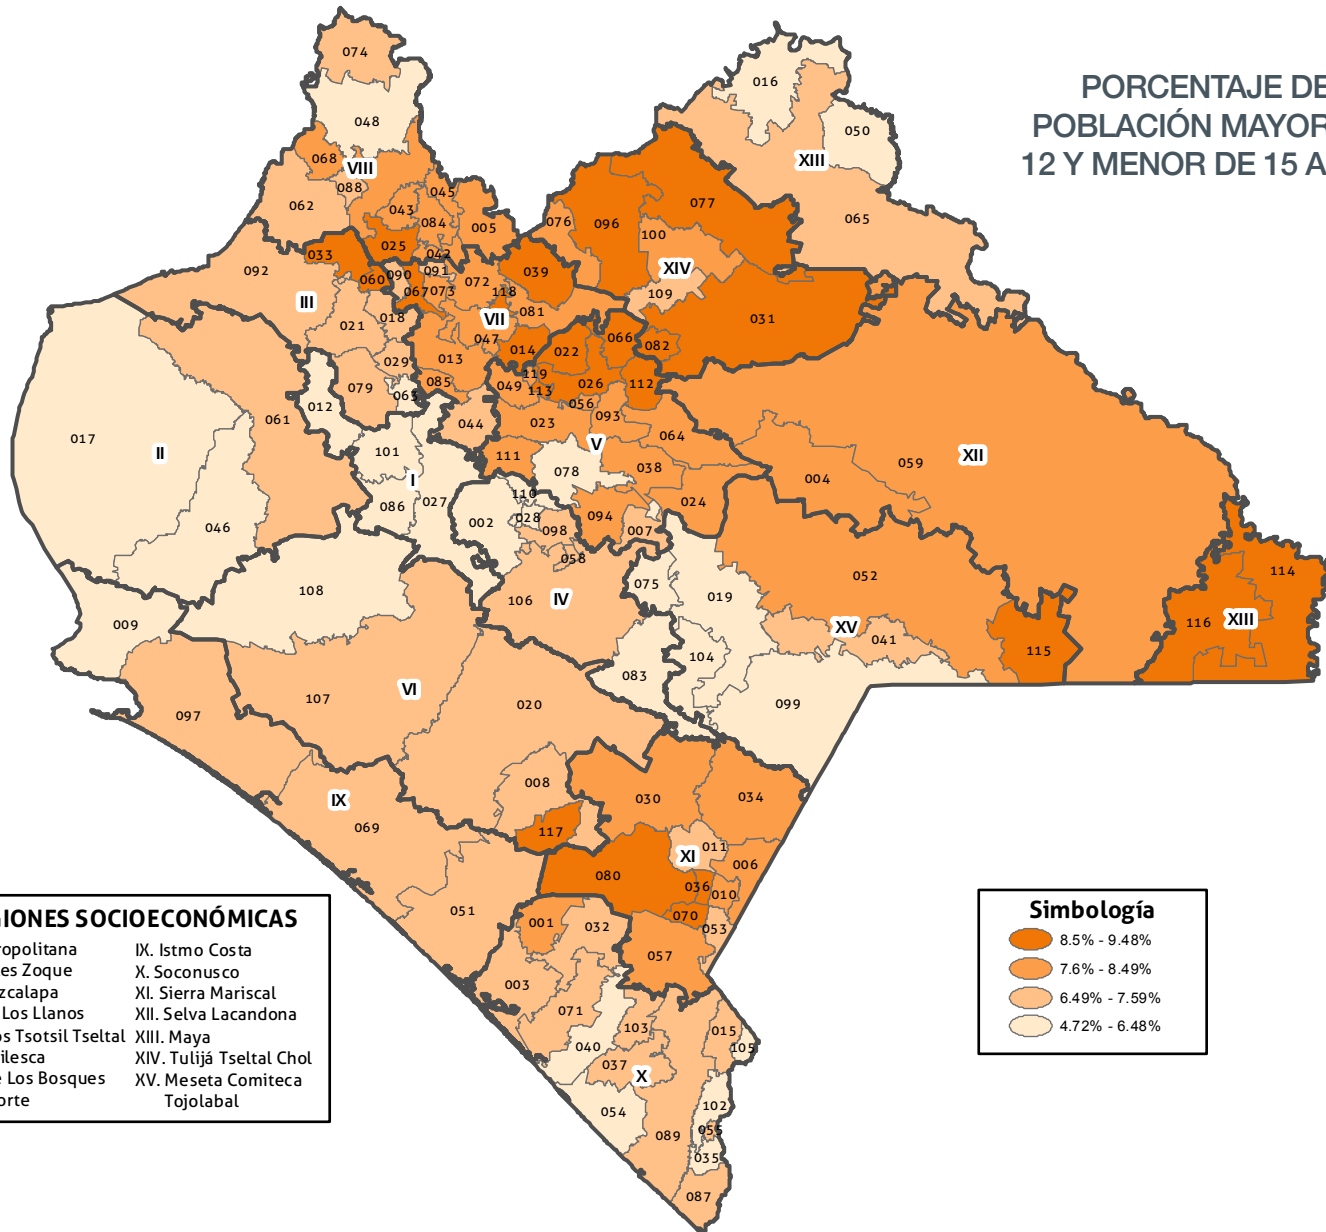 PORCENTAJE DE
POBLACIÓN MAYOR
12 Y MENOR DE 15 A
074
016
048
050
068
VIII
XIII
088
045
077
062
043
065
084
076
096
005
100
025
042
033
092
090
091
039
XIV
060
067
073
072
118
109
III
018
VII
081
031
021
047
066
014
022
082
029
013
119
079
085
049
026
112
063
113
012
056
061
044
023
093
064
017
II
101
111
V
XII
I
078
038
059
004
086
027
110
024
046
002
028
094
098
007
058
052
114
108
075
106
IV
019
009
116
XIII
XV
041
104
115
083
VI
107
099
020
097
008
030
034
IX
069
117
011
XI
006
080
036
010
051
001
070
032
053
057
003
071
103
015
040
105
037
X
054
102
089
055
035
087
GIONES SOCIOECONÓMICAS
ropolitana
es Zoque
zcalapa
Los Llanos
os Tsotsil Tseltal
ilesca
e Los Bosques
orte
IX. Istmo Costa
X. Soconusco
XI. Sierra Mariscal
XII. Selva Lacandona
XIII. Maya
XIV. Tulijá Tseltal Chol
XV. Meseta Comiteca
Tojolabal
Simbología
8.5% - 9.48%
7.6% - 8.49%
6.49% - 7.59%
4.72% - 6.48%